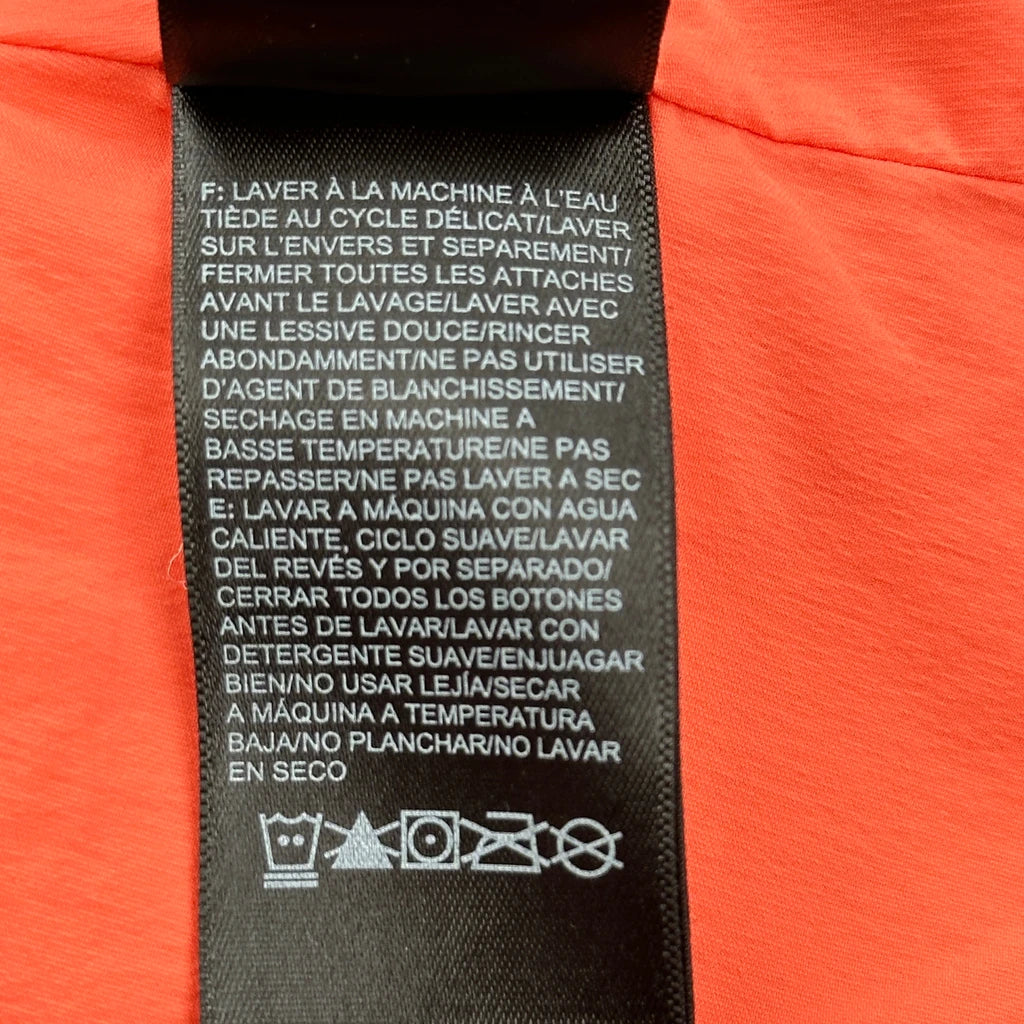 F: LAVER À LA MACHINE À L'EAU
TIÈDE AU CYCLE DÉLICAT/LAVER
SUR L'ENVERS ET SEPAREMENT/
FERMER TOUTES LES ATTACHES
AVANT LE LAVAGE/LAVER AVEC
UNE LESSIVE DOUCE/RINCER
ABONDAMMENT/NE PAS UTILISER
D'AGENT DE BLANCHISSEMENT/
SECHAGE EN MACHINE A
BASSE TEMPERATURE/NE PAS
REPASSER/NE PAS LAVER A SEC
E: LAVAR A MÁQUINA CON AGUA
CALIENTE, CICLO SUAVE/LAVAR
DEL REVÉS Y POR SEPARADO/
CERRAR TODOS LOS BOTONES
ANTES DE LAVAR/LAVAR CON
DETERGENTE SUAVE/ENJUAGAR
BIEN/NO USAR LEJÍA/SECAR
A MÁQUINA A TEMPERATURA
BAJA/NO PLANCHAR/NO LAVAR
EN SECO